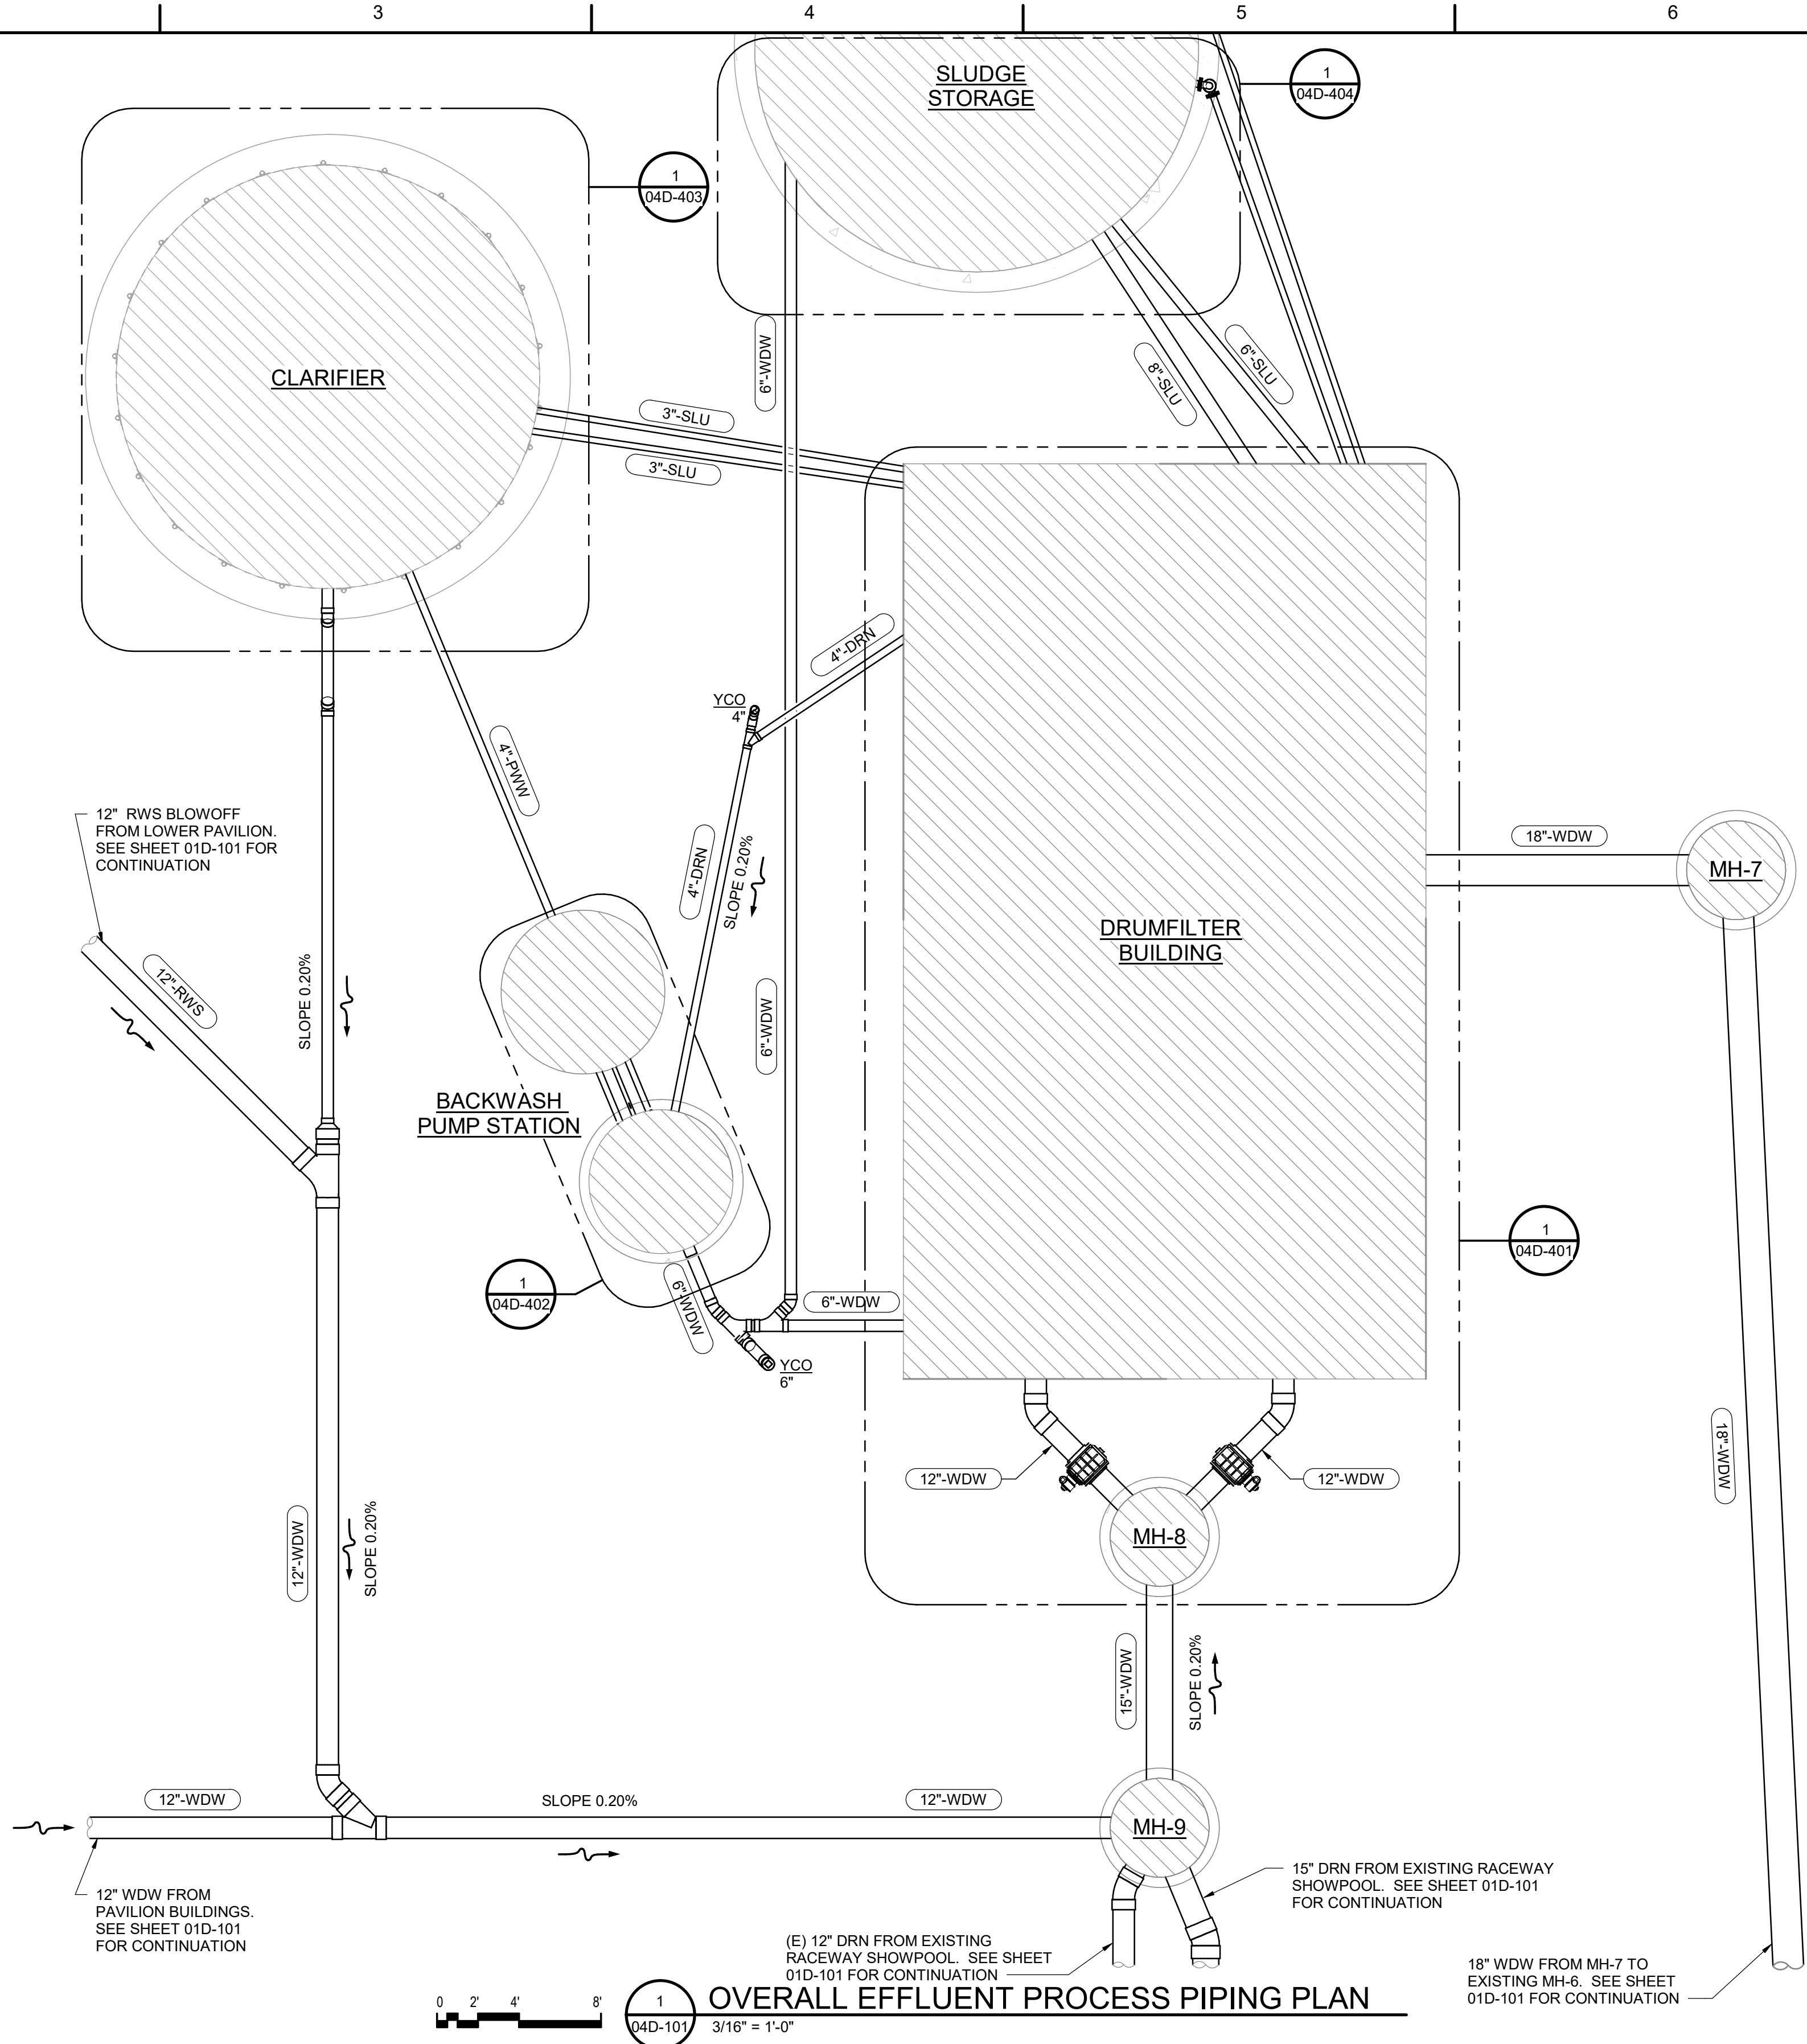 3
4
5
6
SLUDGE
STORAGE
1
04D-404
1
04D-403
CLARIFIER
6"-WDW
8"-SLU
6"-SLU
3"-SLU
3"-SLU
4"-DRN
YCO
4"
4"-PWW
4"-DRN
SLOPE 0.20%
12" RWS BLOWOFF
FROM LOWER PAVILION.
SEE SHEET 01D-101 FOR
CONTINUATION
12"-RWS
SLOPE 0.20%
6"-WDW
DRUMFILTER
BUILDING
18"-WDW
MH-7
BACKWASH
PUMP STATION
1
04D-402
6"-WDW
6"-WDW
YCO
6"
1
04D-401
18"-WDW
12"-WDW
12"-WDW
MH-8
12"-WDW
SLOPE 0.20%
15"-WDW
SLOPE 0.20%
12"-WDW
SLOPE 0.20%
12"-WDW
MH-9
12" WDW FROM
PAVILION BUILDINGS.
SEE SHEET 01D-101
FOR CONTINUATION
15" DRN FROM EXISTING RACEWAY
SHOWPOOL. SEE SHEET 01D-101
FOR CONTINUATION
(E) 12" DRN FROM EXISTING
RACEWAY SHOWPOOL. SEE SHEET
01D-101 FOR CONTINUATION
18" WDW FROM MH-7 TO
EXISTING MH-6. SEE SHEET
01D-101 FOR CONTINUATION
0 2' 4' 8'
1
04D-101
OVERALL EFFLUENT PROCESS PIPING PLAN
3/16" = 1'-0"